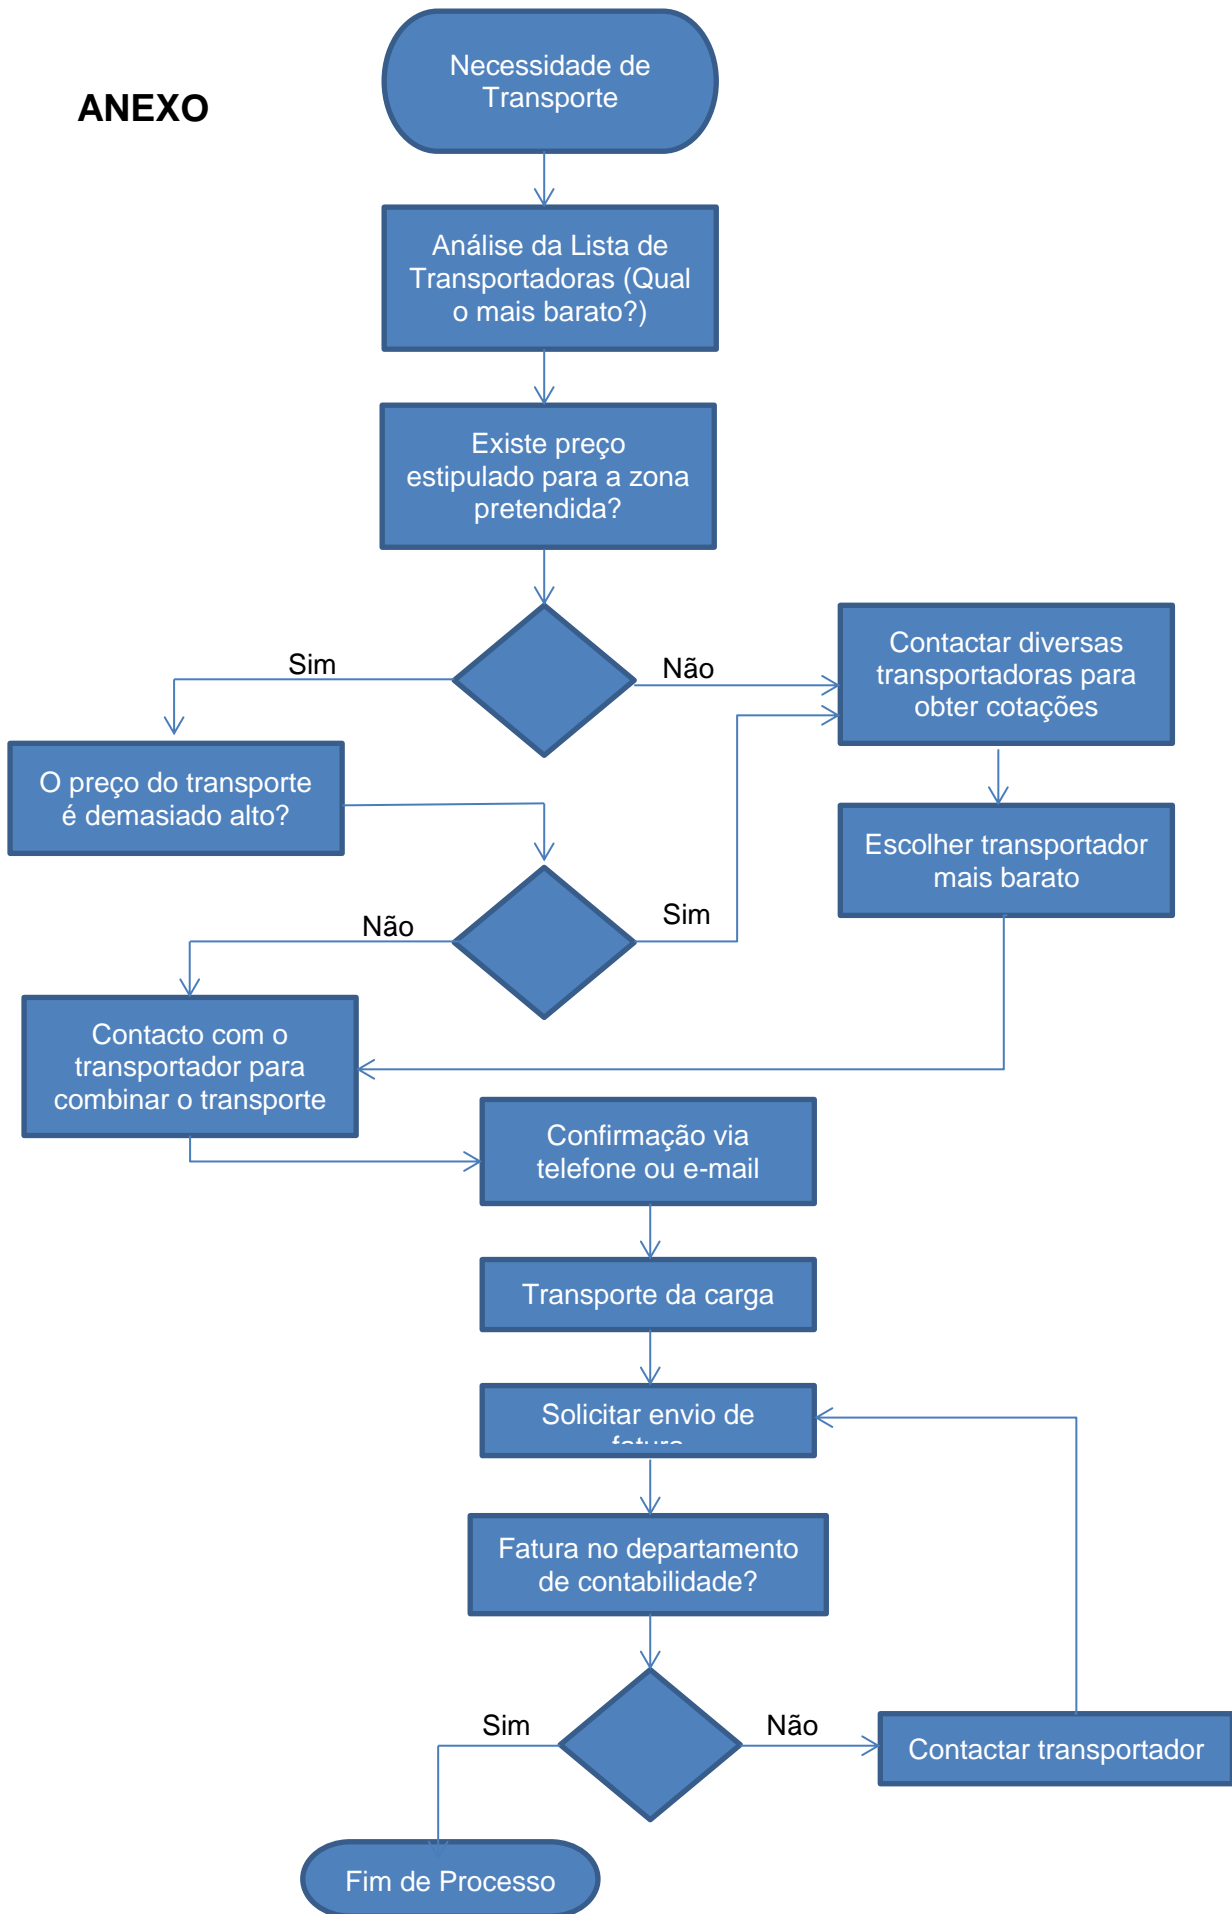 ANEXO
Necessidade de
Transporte
Análise da Lista de
Transportadoras (Qual
o mais barato?)
Existe preço
estipulado para a zona
pretendida?
Sim
Não
Contactar diversas
transportadoras para
obter cotações
O preço do transporte
é demasiado alto?
Escolher transportador
mais barato
Não
Sim
Contacto com o
transportador para
combinar o transporte
Confirmação via
telefone ou e-mail
Transporte da carga
Solicitar envio de
fatura
Fatura no departamento
de contabilidade?
Sim
Não
Contactar transportador
Fim de Processo